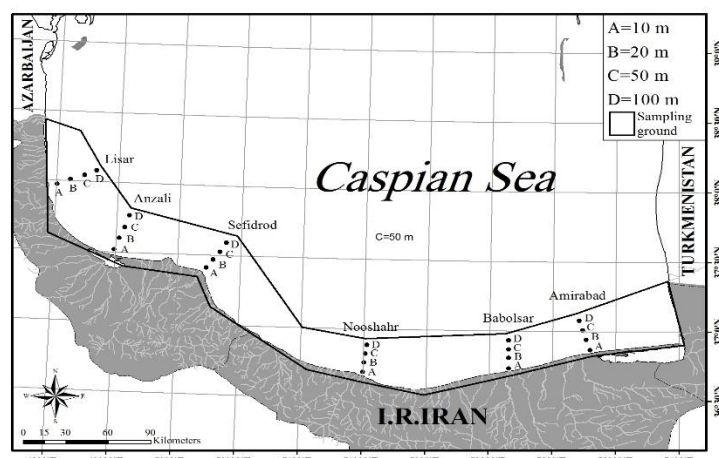 A=10 m
B=20 m
C=50 m
D=100 m
Sampling
ground
AZARBAIJAN
Lisar
A B C D
Anzali
D
C
B
A
Sefidrod
D
C
B
A
Caspian Sea
C=50 m
TURKMENISTAN
Nooshahr
D
C
B
A
Babolsar
D
C
B
A
Amirabad
D
C
B
A
I.R.IRAN
N
W E
S
0 15 30 60 90
Kilometers